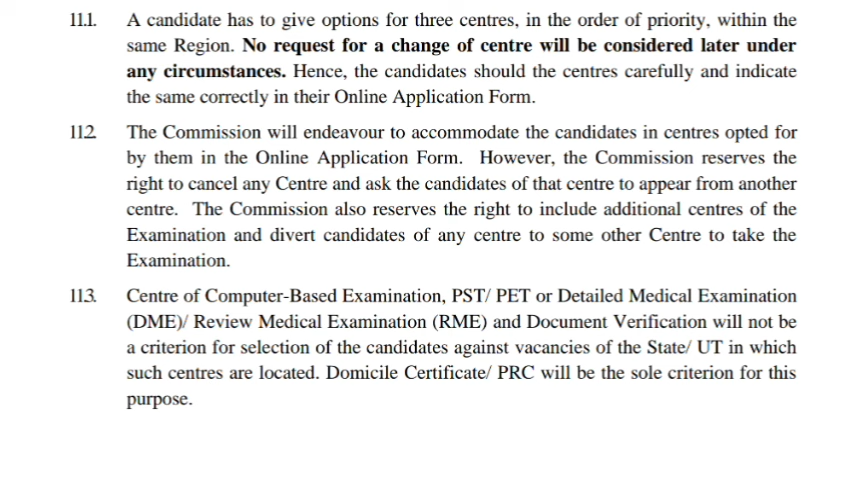 11.1. A candidate has to give options for three centres, in the order of priority, within the
same Region. No request for a change of centre will be considered later under
any circumstances. Hence, the candidates should the centres carefully and indicate
the same correctly in their Online Application Form.
11.2. The Commission will endeavour to accommodate the candidates in centres opted for
by them in the Online Application Form. However, the Commission reserves the
right to cancel any Centre and ask the candidates of that centre to appear from another
centre. The Commission also reserves the right to include additional centres of the
Examination and divert candidates of any centre to some other Centre to take the
Examination.
11.3. Centre of Computer-Based Examination, PST/ PET or Detailed Medical Examination
(DME)/ Review Medical Examination (RME) and Document Verification will not be
a criterion for selection of the candidates against vacancies of the State/ UT in which
such centres are located. Domicile Certificate/ PRC will be the sole criterion for this
purpose.